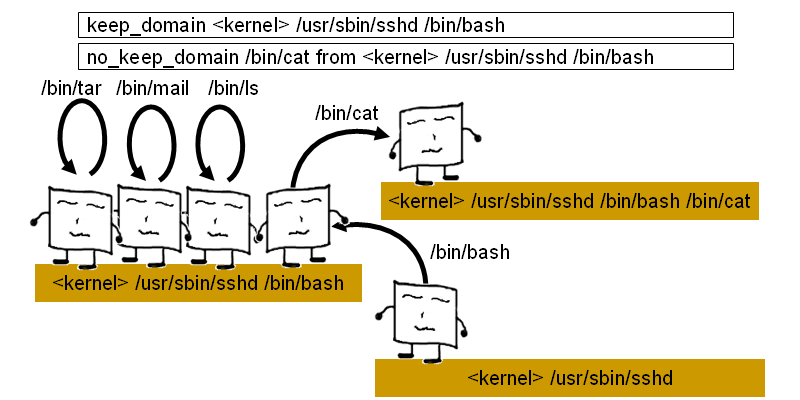 keep_domain <kernel> /usr/sbin/sshd /bin/bash
no_keep_domain /bin/cat from <kernel> /usr/sbin/sshd /bin/bash
/bin/tar /bin/mail /bin/ls
/bin/cat
<kernel> /usr/sbin/sshd /bin/bash /bin/cat
/bin/bash
<kernel> /usr/sbin/sshd /bin/bash
<kernel> /usr/sbin/sshd